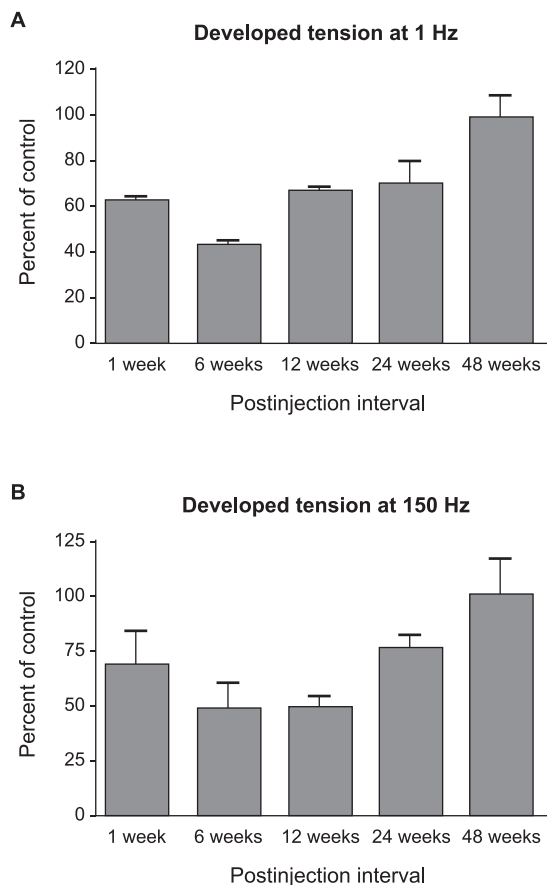 A
Developed tension at 1 Hz
120
100
80
60
40
20
0
Percent of control
1 week 6 weeks 12 weeks 24 weeks 48 weeks
Postinjection interval
B
Developed tension at 150 Hz
125
100
75
50
25
0
Percent of control
1 week 6 weeks 12 weeks 24 weeks 48 weeks
Postinjection interval